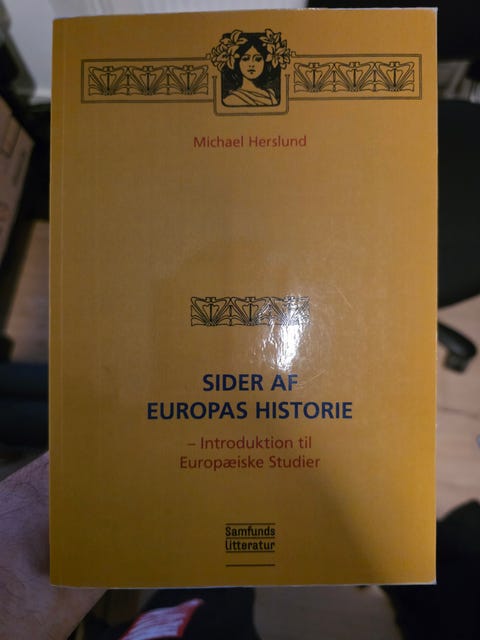 Michael Herslund
SIDER AF
EUROPAS HISTORIE
– Introduktion til
Europæiske Studier
Samfunds
litteratur